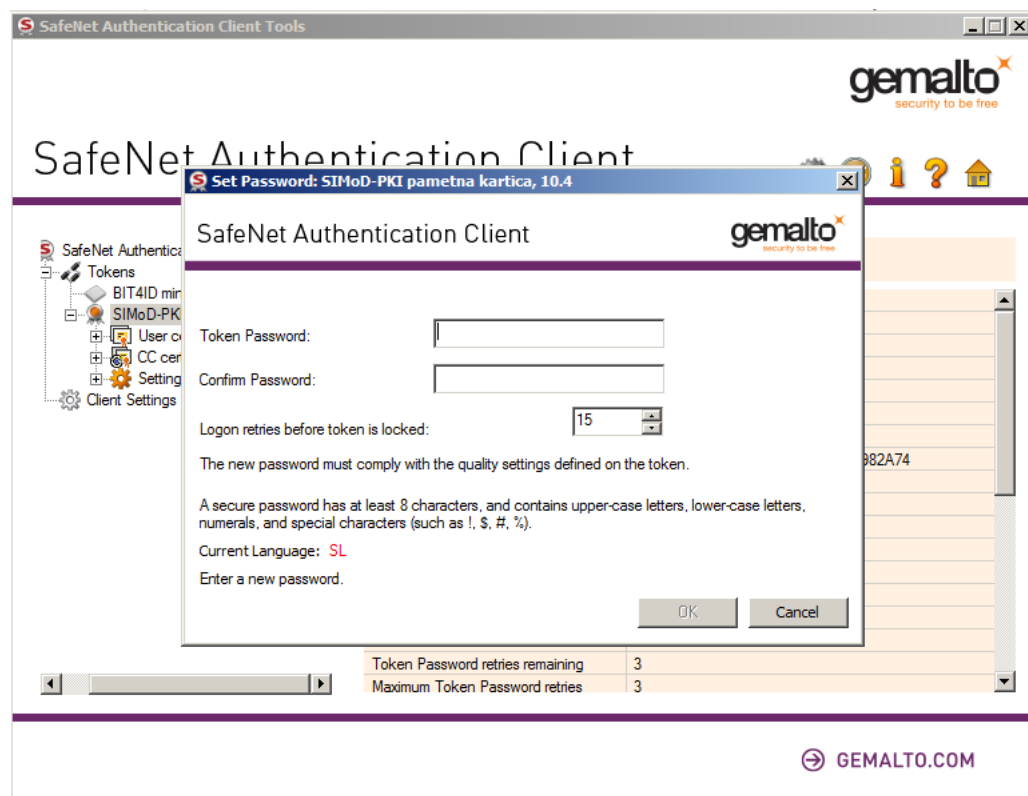 SafeNet Authentication Client Tools
gemalto
security to be free
SafeNet Authentication Client
Set Password: SIMoD-PKI pametna kartica, 10.4
SafeNet Authentication Client
gemalto
security to be free
SafeNet Authentica
Tokens
BIT4ID min
SIMoD-PK
User ce
CC cer
Setting
Client Settings
Token Password:
Confirm Password:
Logon retries before token is locked:
15
The new password must comply with the quality settings defined on the token.
982A74
A secure password has at least 8 characters, and contains upper-case letters, lower-case letters,
numerals, and special characters (such as !, $, #, %).
Current Language: SL
Enter a new password.
OK
Cancel
Token Password retries remaining 3
Maximum Token Password retries 3
GEMALTO.COM